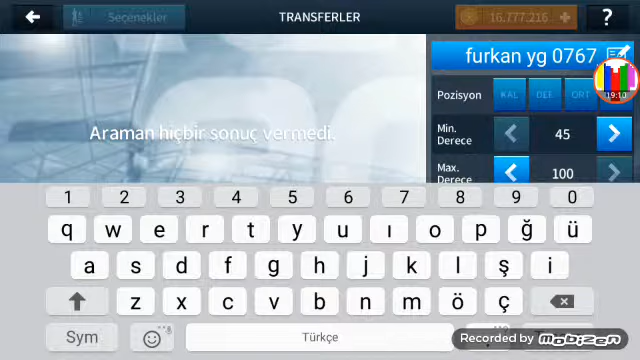 Seçenekler
TRANSFERLER
16.777.216
?
furkan yg 0767
Pozisyon
KAL
DEF
ORT
19:10
Araman hiçbir sonuç vermedi.
Min.
Derece
45
Max.
Derece
100
1 2 3 4 5 6 7 8 9 0
q w e r t y u ı o p ğ ü
a s d f g h j k l ş i
z x c v b n m ö ç
Sym
Türkçe
Recorded by MOBIZEN